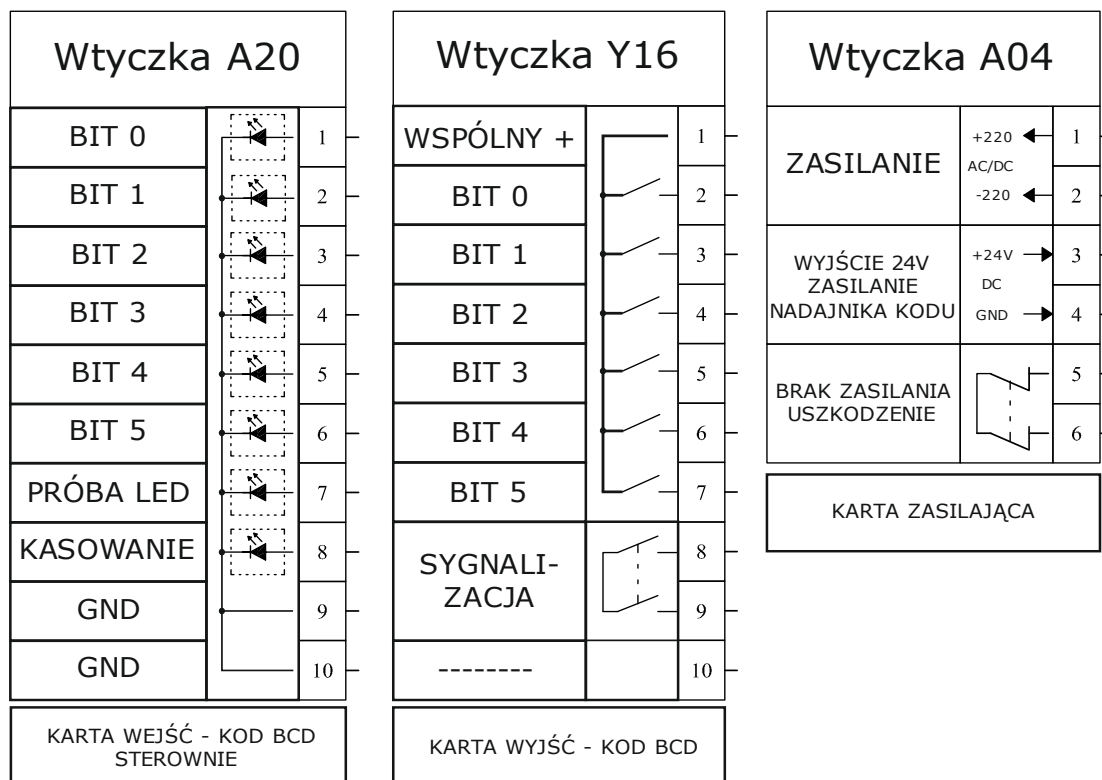 Wtyczka A20
BIT 0
1
BIT 1
2
BIT 2
3
BIT 3
4
BIT 4
5
BIT 5
6
PRÓBA LED
7
KASOWANIE
8
GND
9
GND
10
KARTA WEJŚĆ - KOD BCD
STEROWNIE
Wtyczka Y16
WSPÓLNY +
1
BIT 0
2
BIT 1
3
BIT 2
4
BIT 3
5
BIT 4
6
BIT 5
7
SYGNALI-
ZACJA
8
9
--------
10
KARTA WYJŚĆ - KOD BCD
Wtyczka A04
ZASILANIE
+220
AC/DC
-220
1
2
WYJŚCIE 24V
ZASILANIE
NADAJNIKA KODU
+24V
DC
GND
3
4
BRAK ZASILANIA
USZKODZENIE
5
6
KARTA ZASILAJĄCA